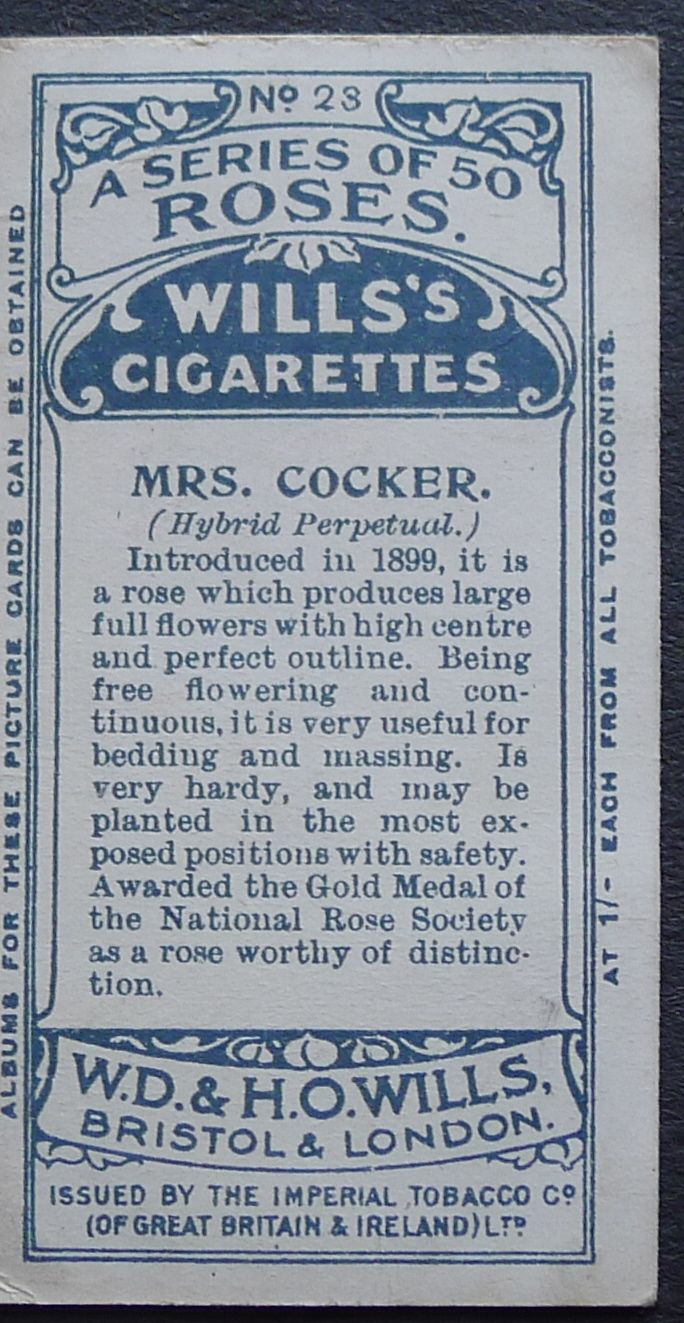 Nº 23
A SERIES OF 50
ROSES.
WILLS'S
CIGARETTES
MRS. COCKER.
(Hybrid Perpetual.)
Introduced in 1899, it is
a rose which produces large
full flowers with high centre
and perfect outline. Being
free flowering and con-
tinuous, it is very useful for
bedding and massing. Is
very hardy, and may be
planted in the most ex-
posed positions with safety.
Awarded the Gold Medal of
the National Rose Society
as a rose worthy of distinc-
tion.
W.D. & H.O. WILLS,
BRISTOL & LONDON.
ISSUED BY THE IMPERIAL TOBACCO Cº
(OF GREAT BRITAIN & IRELAND) LTD
ALBUMS FOR THESE PICTURE CARDS CAN BE OBTAINED
AT 1/- EACH FROM ALL TOBACCONISTS.